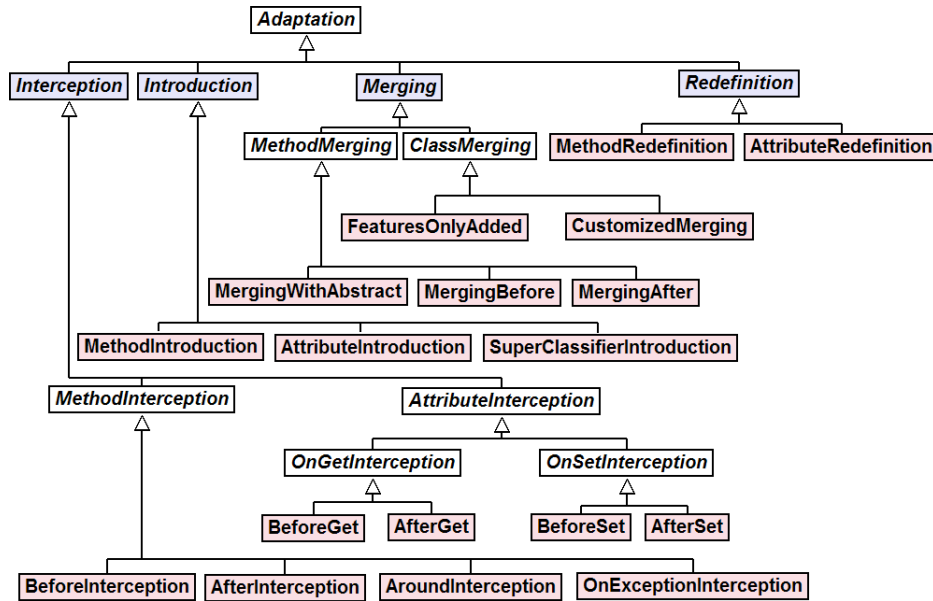 Adaptation
Interception
Introduction
Merging
Redefinition
MethodMerging
ClassMerging
MethodRedefinition
AttributeRedefinition
FeaturesOnlyAdded
CustomizedMerging
MergingWithAbstract
MergingBefore
MergingAfter
MethodIntroduction
AttributeIntroduction
SuperClassifierIntroduction
MethodInterception
AttributeInterception
OnGetInterception
OnSetInterception
BeforeGet
AfterGet
BeforeSet
AfterSet
BeforeInterception
AfterInterception
AroundInterception
OnExceptionInterception